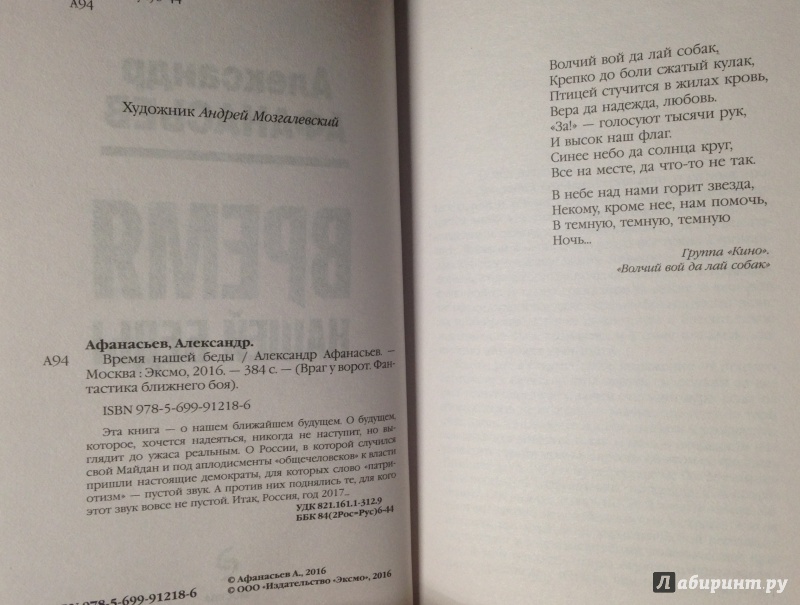 А94
Художник Андрей Мозгалевский
Афанасьев, Александр.
А94 Время нашей беды / Александр Афанасьев. —
Москва : Эксмо, 2016. — 384 с. — (Враг у ворот. Фан-
тастика ближнего боя).
ISBN 978-5-699-91218-6
Эта книга — о нашем ближайшем будущем. О будущем,
которое, хочется надеяться, никогда не наступит, но вы-
глядит до ужаса реальным. О России, в которой случился
свой Майдан и под аплодисменты «общечеловеков» к власти
пришли настоящие демократы, для которых слово «патри-
отизм» — пустой звук. А против них поднялись те, для кого
этот звук вовсе не пустой. Итак, Россия, год 2017...
УДК 821.161.1-312.9
ББК 84(2Рос=Рус)6-44
© Афанасьев А., 2016
© ООО «Издательство «Эксмо», 2016
978-5-699-91218-6
Волчий вой да лай собак,
Крепко до боли сжатый кулак,
Птицей стучится в жилах кровь,
Вера да надежда, любовь.
«За!» — голосуют тысячи рук,
И высок наш флаг.
Синее небо да солнца круг,
Все на месте, да что-то не так.
В небе над нами горит звезда,
Некому, кроме нее, нам помочь,
В темную, темную, темную
Ночь...
Группа «Кино».
«Волчий вой да лай собак»
Лабиринт.ру